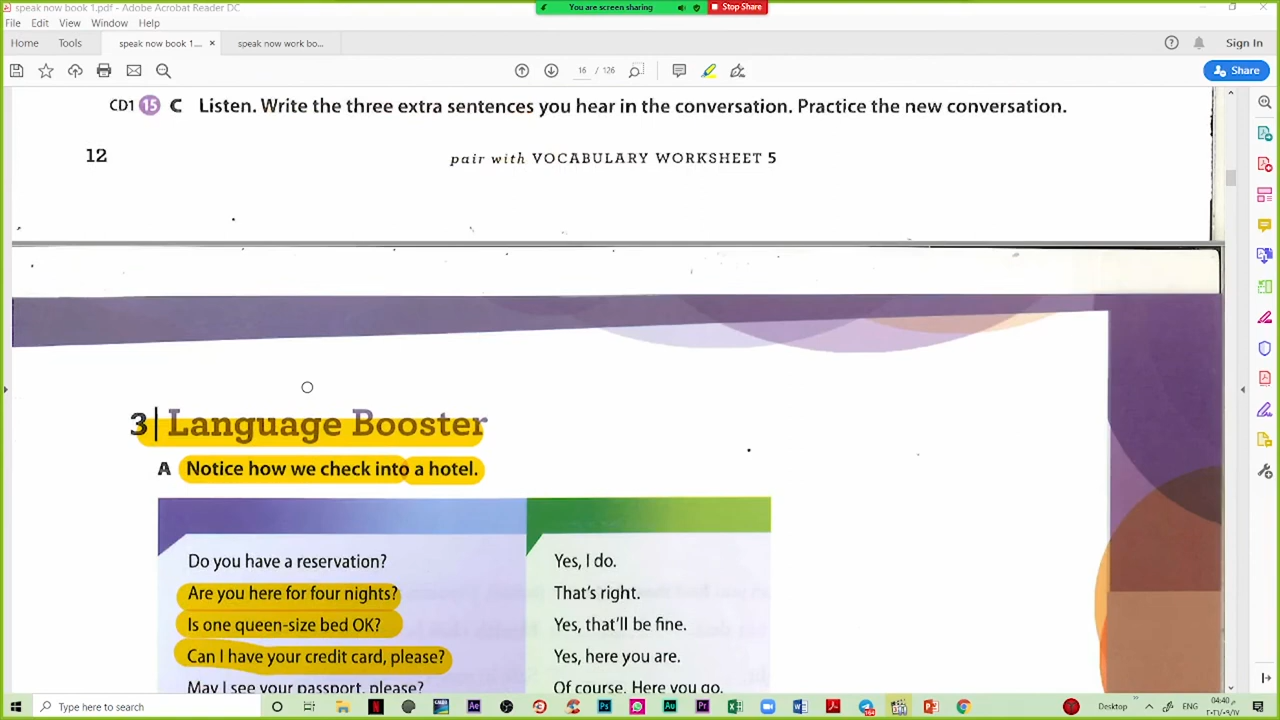 speak now book 1.pdf - Adobe Acrobat Reader DC
You are screen sharing
Stop Share
File Edit View Window Help
Home Tools speak now book 1.... × speak now work bo...
Sign In
16 / 126
Share
CD1 15 C Listen. Write the three extra sentences you hear in the conversation. Practice the new conversation.
12
pair with VOCABULARY WORKSHEET 5
3 | Language Booster
A Notice how we check into a hotel.
Do you have a reservation? Yes, I do.
Are you here for four nights? That's right.
Is one queen-size bed OK? Yes, that'll be fine.
Can I have your credit card, please? Yes, here you are.
May I see your passport, please? Of course. Here you go.
Type here to search
Desktop
04:40